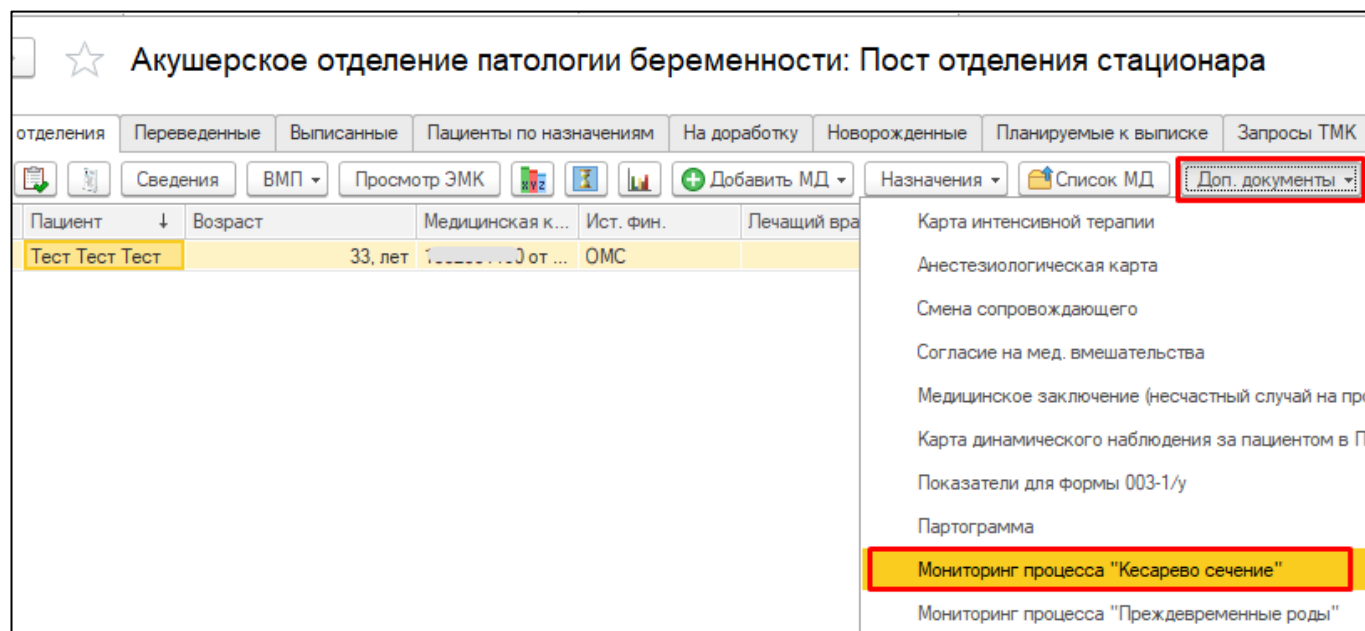 Акушерское отделение патологии беременности: Пост отделения стационара
отделения Переведенные Выписанные Пациенты по назначениям На доработку Новорожденные Планируемые к выписке Запросы ТМК
Сведения ВМП Просмотр ЭМК Добавить МД Назначения Список МД Доп. документы
Пациент ↓ Возраст Медицинская к... Ист. фин. Лечащий вра
Тест Тест Тест 33, лет от ... ОМС
Карта интенсивной терапии
Анестезиологическая карта
Смена сопровождающего
Согласие на мед. вмешательства
Медицинское заключение (несчастный случай на про
Карта динамического наблюдения за пациентом в П
Показатели для формы 003-1/у
Партограмма
Мониторинг процесса "Кесарево сечение"
Мониторинг процесса "Преждевременные роды"